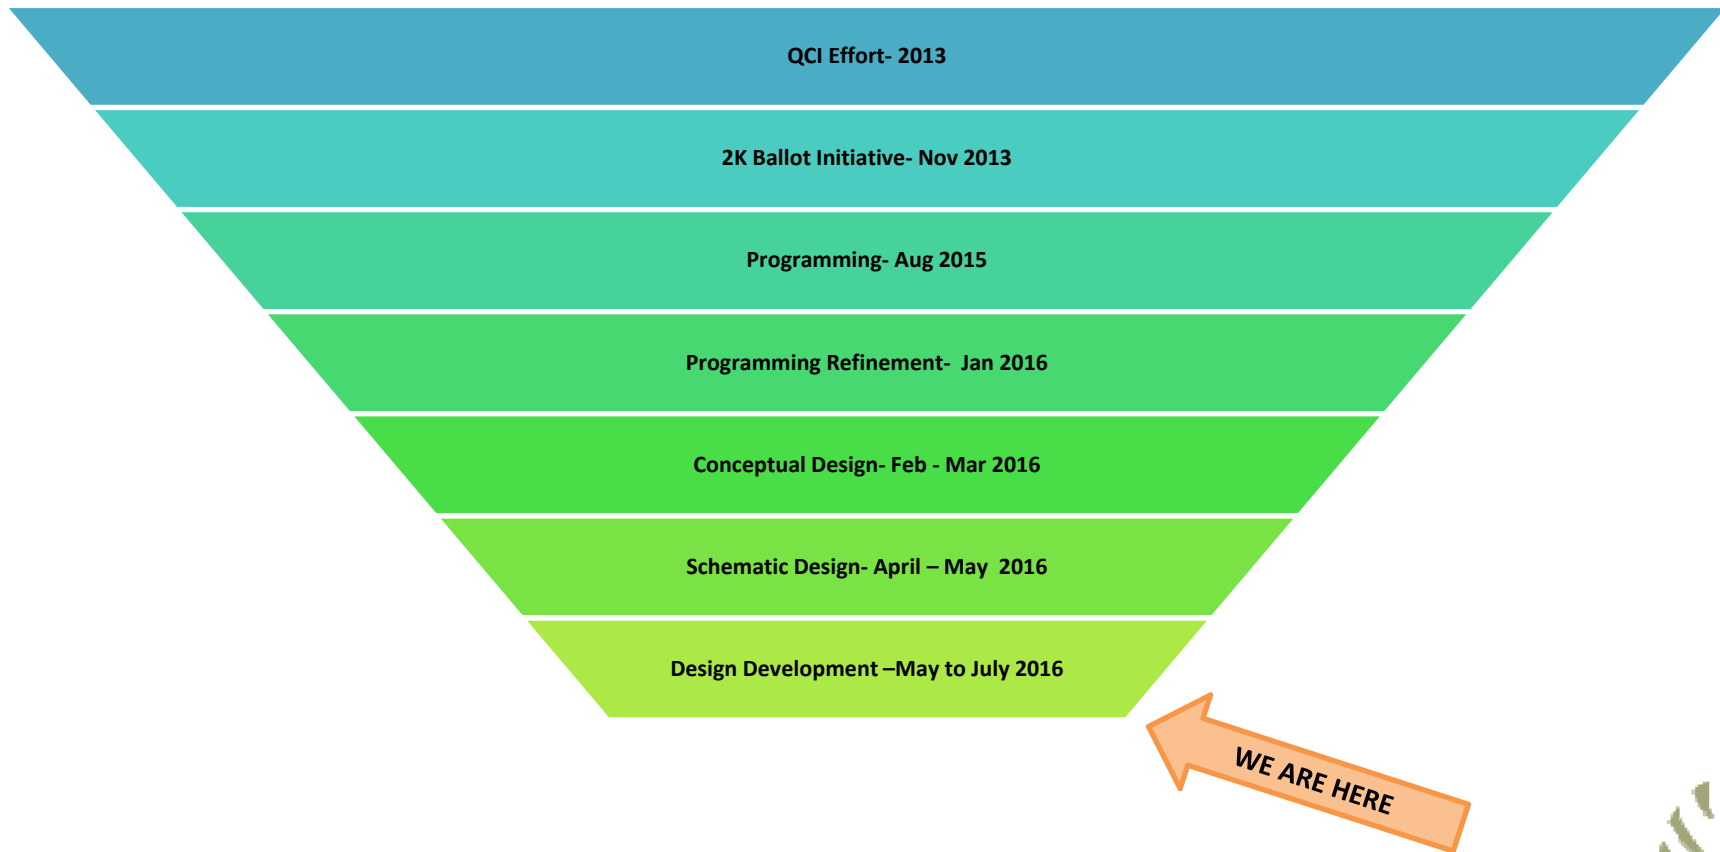 QCI Effort- 2013
2K Ballot Initiative- Nov 2013
Programming- Aug 2015
Programming Refinement-  Jan 2016
Conceptual Design- Feb - Mar 2016
Schematic Design- April – May  2016
Design Development –May to July 2016
WE ARE HERE